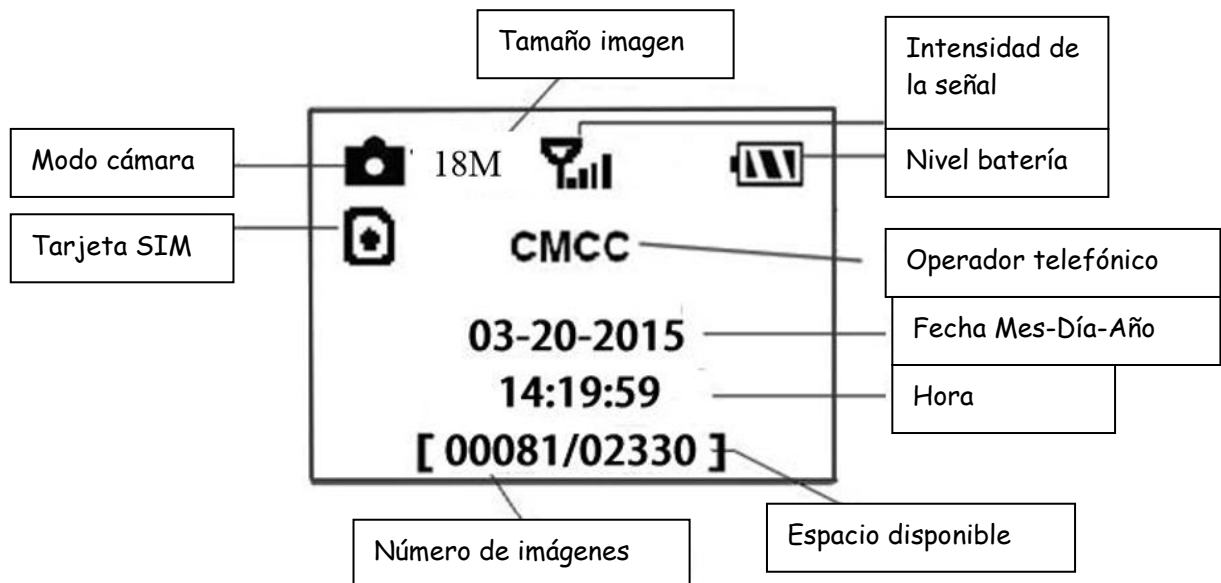 Tamaño imagen
Intensidad de
la señal
Modo cámara
18M
Nivel batería
Tarjeta SIM
CMCC
Operador telefónico
03-20-2015
Fecha Mes-Día-Año
14:19:59
Hora
[ 00081/02330 ]
Número de imágenes
Espacio disponible